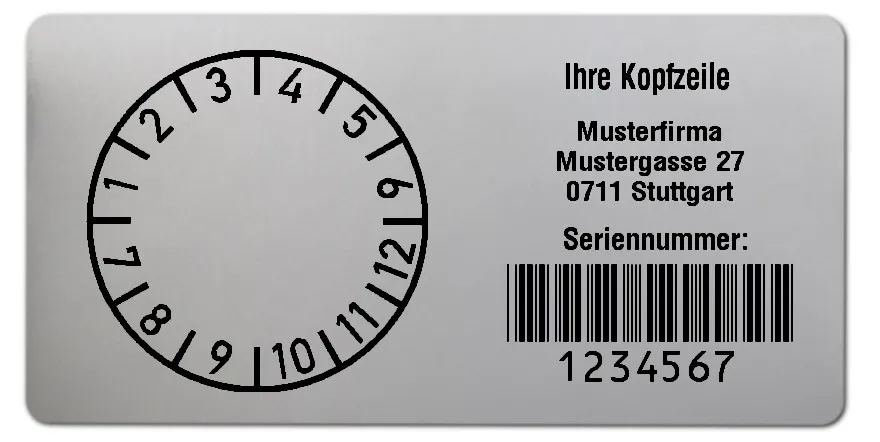 1
2
3
4
5
6
7
8
9
10
11
12
Ihre Kopfzeile
Musterfirma
Mustergasse 27
0711 Stuttgart
Seriennummer:
1234567